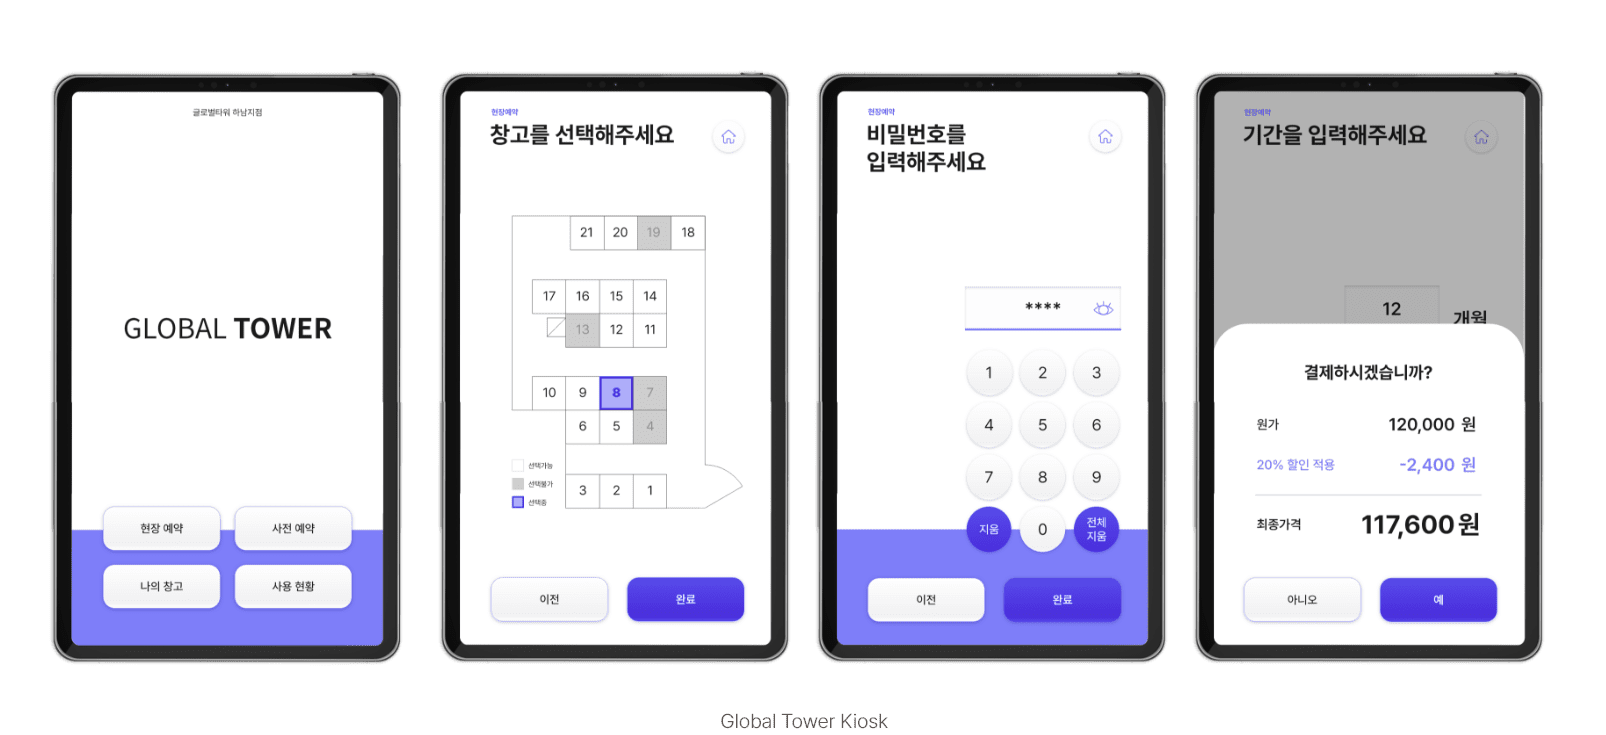 글로벌타워 하남지점
GLOBAL TOWER
현장 예약
사전 예약
나의 창고
사용 현황
현장예약
창고를 선택해주세요
21 20 19 18
17 16 15 14
13 12 11
10 9 8 7
6 5 4
선택가능
선택불가
선택중
3 2 1
이전
완료
현장예약
비밀번호를
입력해주세요
****
1 2 3
4 5 6
7 8 9
지움 0 전체
지움
이전
완료
현장예약
기간을 입력해주세요
12
개월
결제하시겠습니까?
원가 120,000 원
20% 할인 적용 -2,400 원
최종가격 117,600원
아니오
예
Global Tower Kiosk